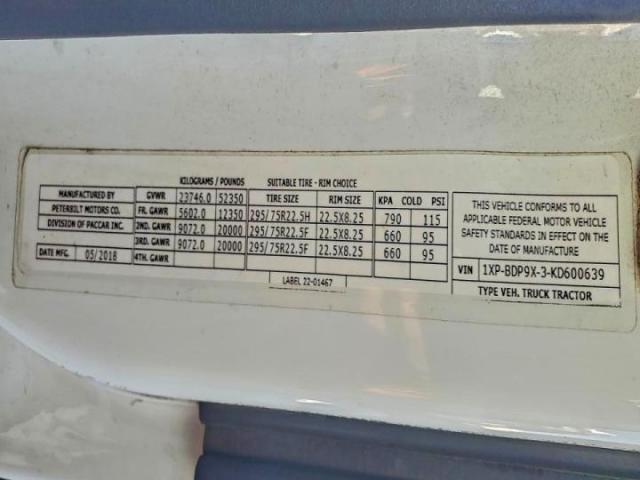 KILOGRAMS / POUNDS SUITABLE TIRE - RIM CHOICE
MANUFACTURED BY
PETERBILT MOTORS CO.
DIVISION OF PACCAR INC.
DATE MFG. 05/2018
GVWR 23746.0 52350 TIRE SIZE RIM SIZE KPA COLD PSI
FR. GAWR 5602.0 12350 295/75R22.5H 22.5X8.25 790 115
2ND. GAWR 9072.0 20000 295/75R22.5F 22.5X8.25 660 95
3RD. GAWR 9072.0 20000 295/75R22.5F 22.5X8.25 660 95
4TH. GAWR
LABEL 22-01467
THIS VEHICLE CONFORMS TO ALL
APPLICABLE FEDERAL MOTOR VEHICLE
SAFETY STANDARDS IN EFFECT ON THE
DATE OF MANUFACTURE
VIN 1XP-BDP9X-3-KD600639
TYPE VEH. TRUCK TRACTOR